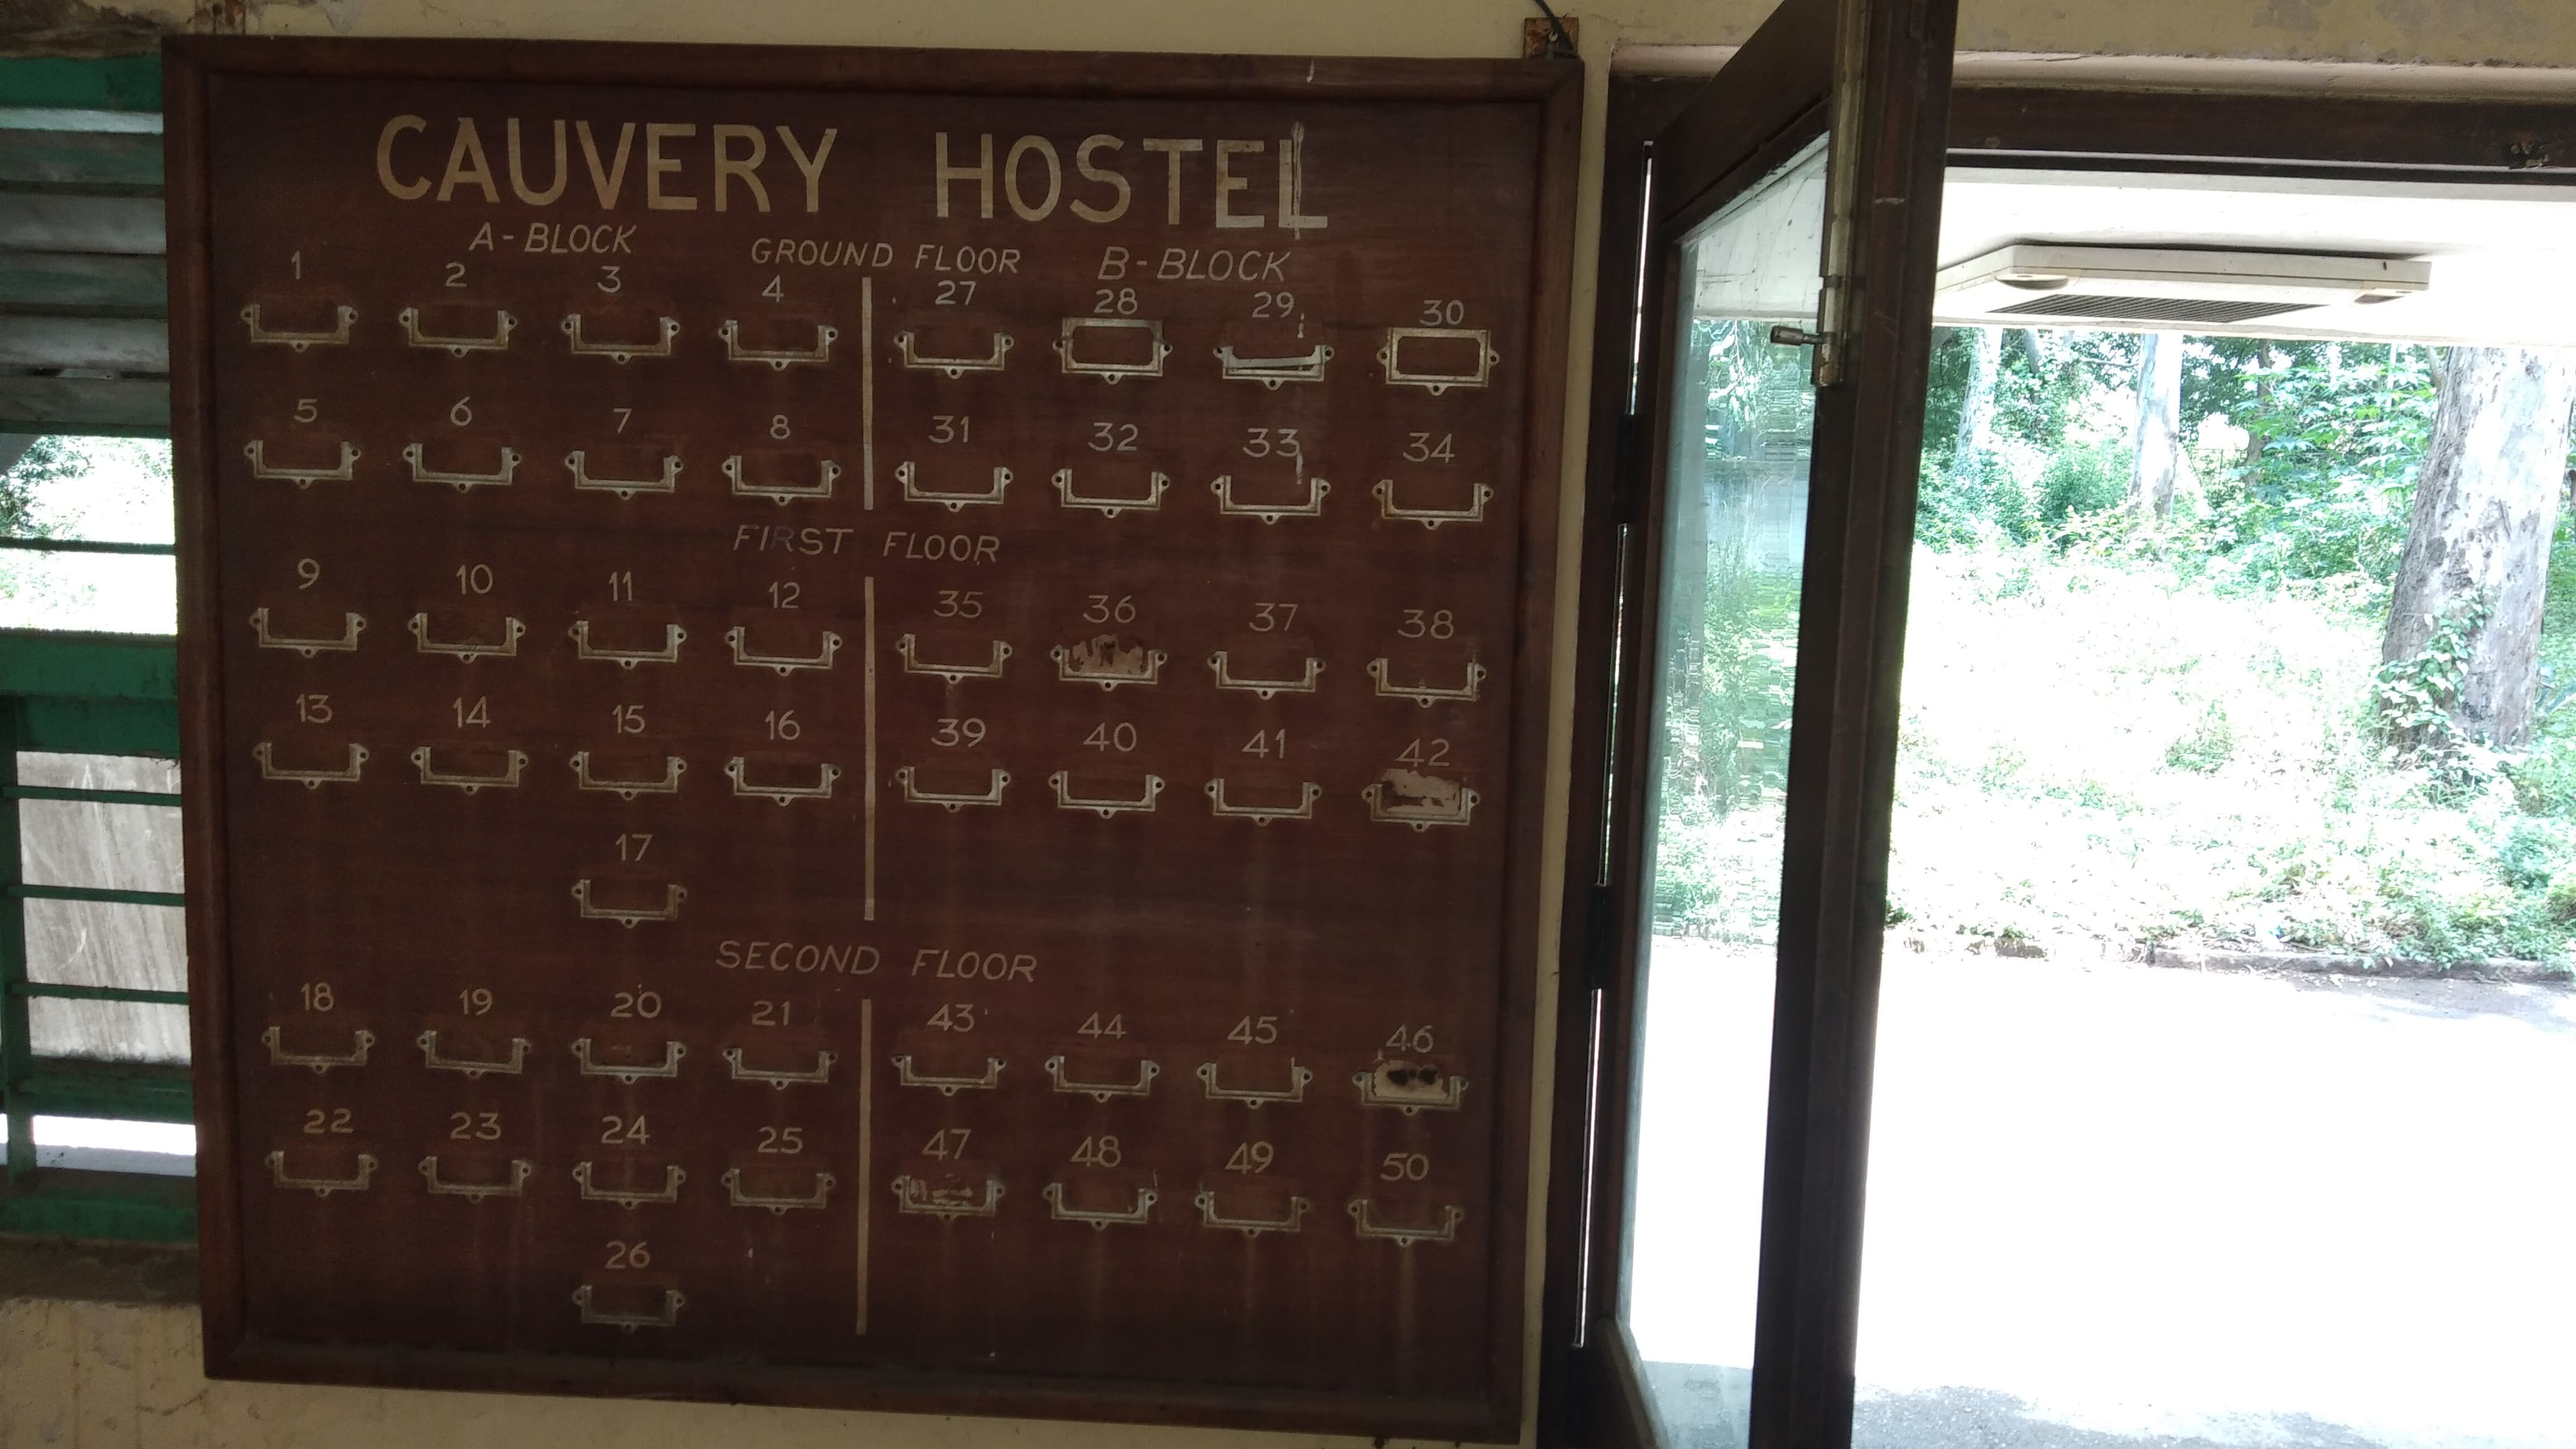 CAUVERY HOSTEL
A-BLOCK GROUND FLOOR B-BLOCK
1 2 3 4 27 28 29 30
5 6 7 8 31 32 33 34
FIRST FLOOR
9 10 11 12 35 36 37 38
13 14 15 16 39 40 41 42
17
SECOND FLOOR
18 19 20 21 43 44 45 46
22 23 24 25 47 48 49 50
26